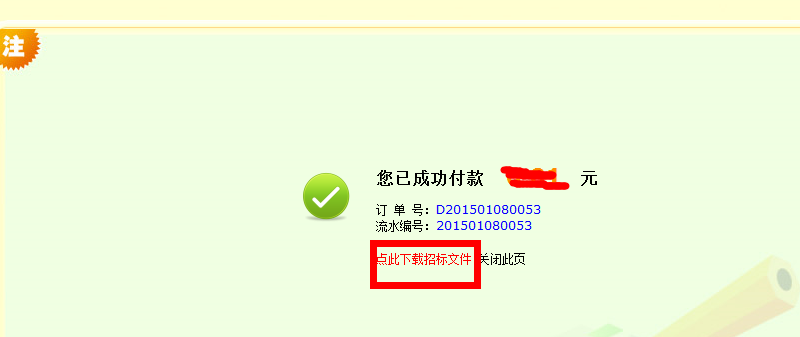 注
您已成功付款 元
订 单 号：D201501080053
流水编号：201501080053
点此下载招标文件 关闭此页